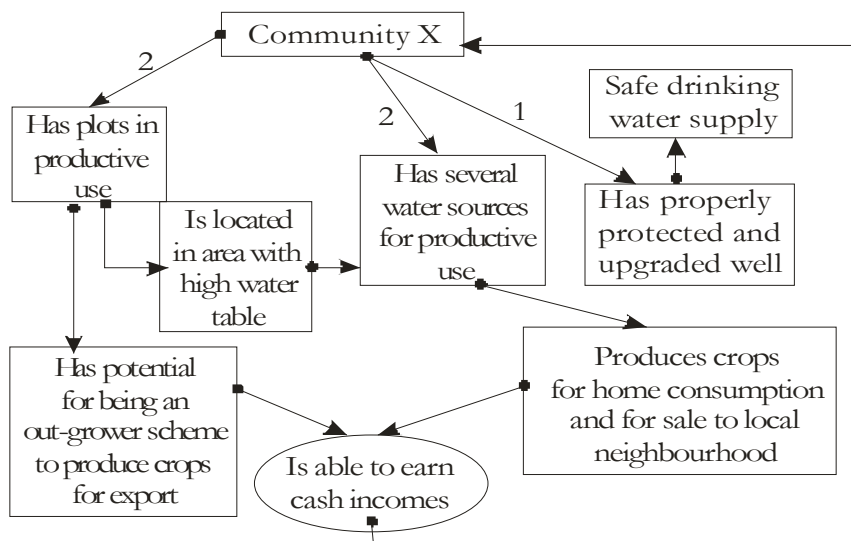 Community X
2
2
1
Safe drinking
water supply
Has plots in
productive
use
Has several
water sources
for productive
use
Has properly
protected and
upgraded well
Is located
in area with
high water
table
Has potential
for being an
out-grower scheme
to produce crops
for export
Produces crops
for home consumption
and for sale to local
neighbourhood
Is able to earn
cash incomes